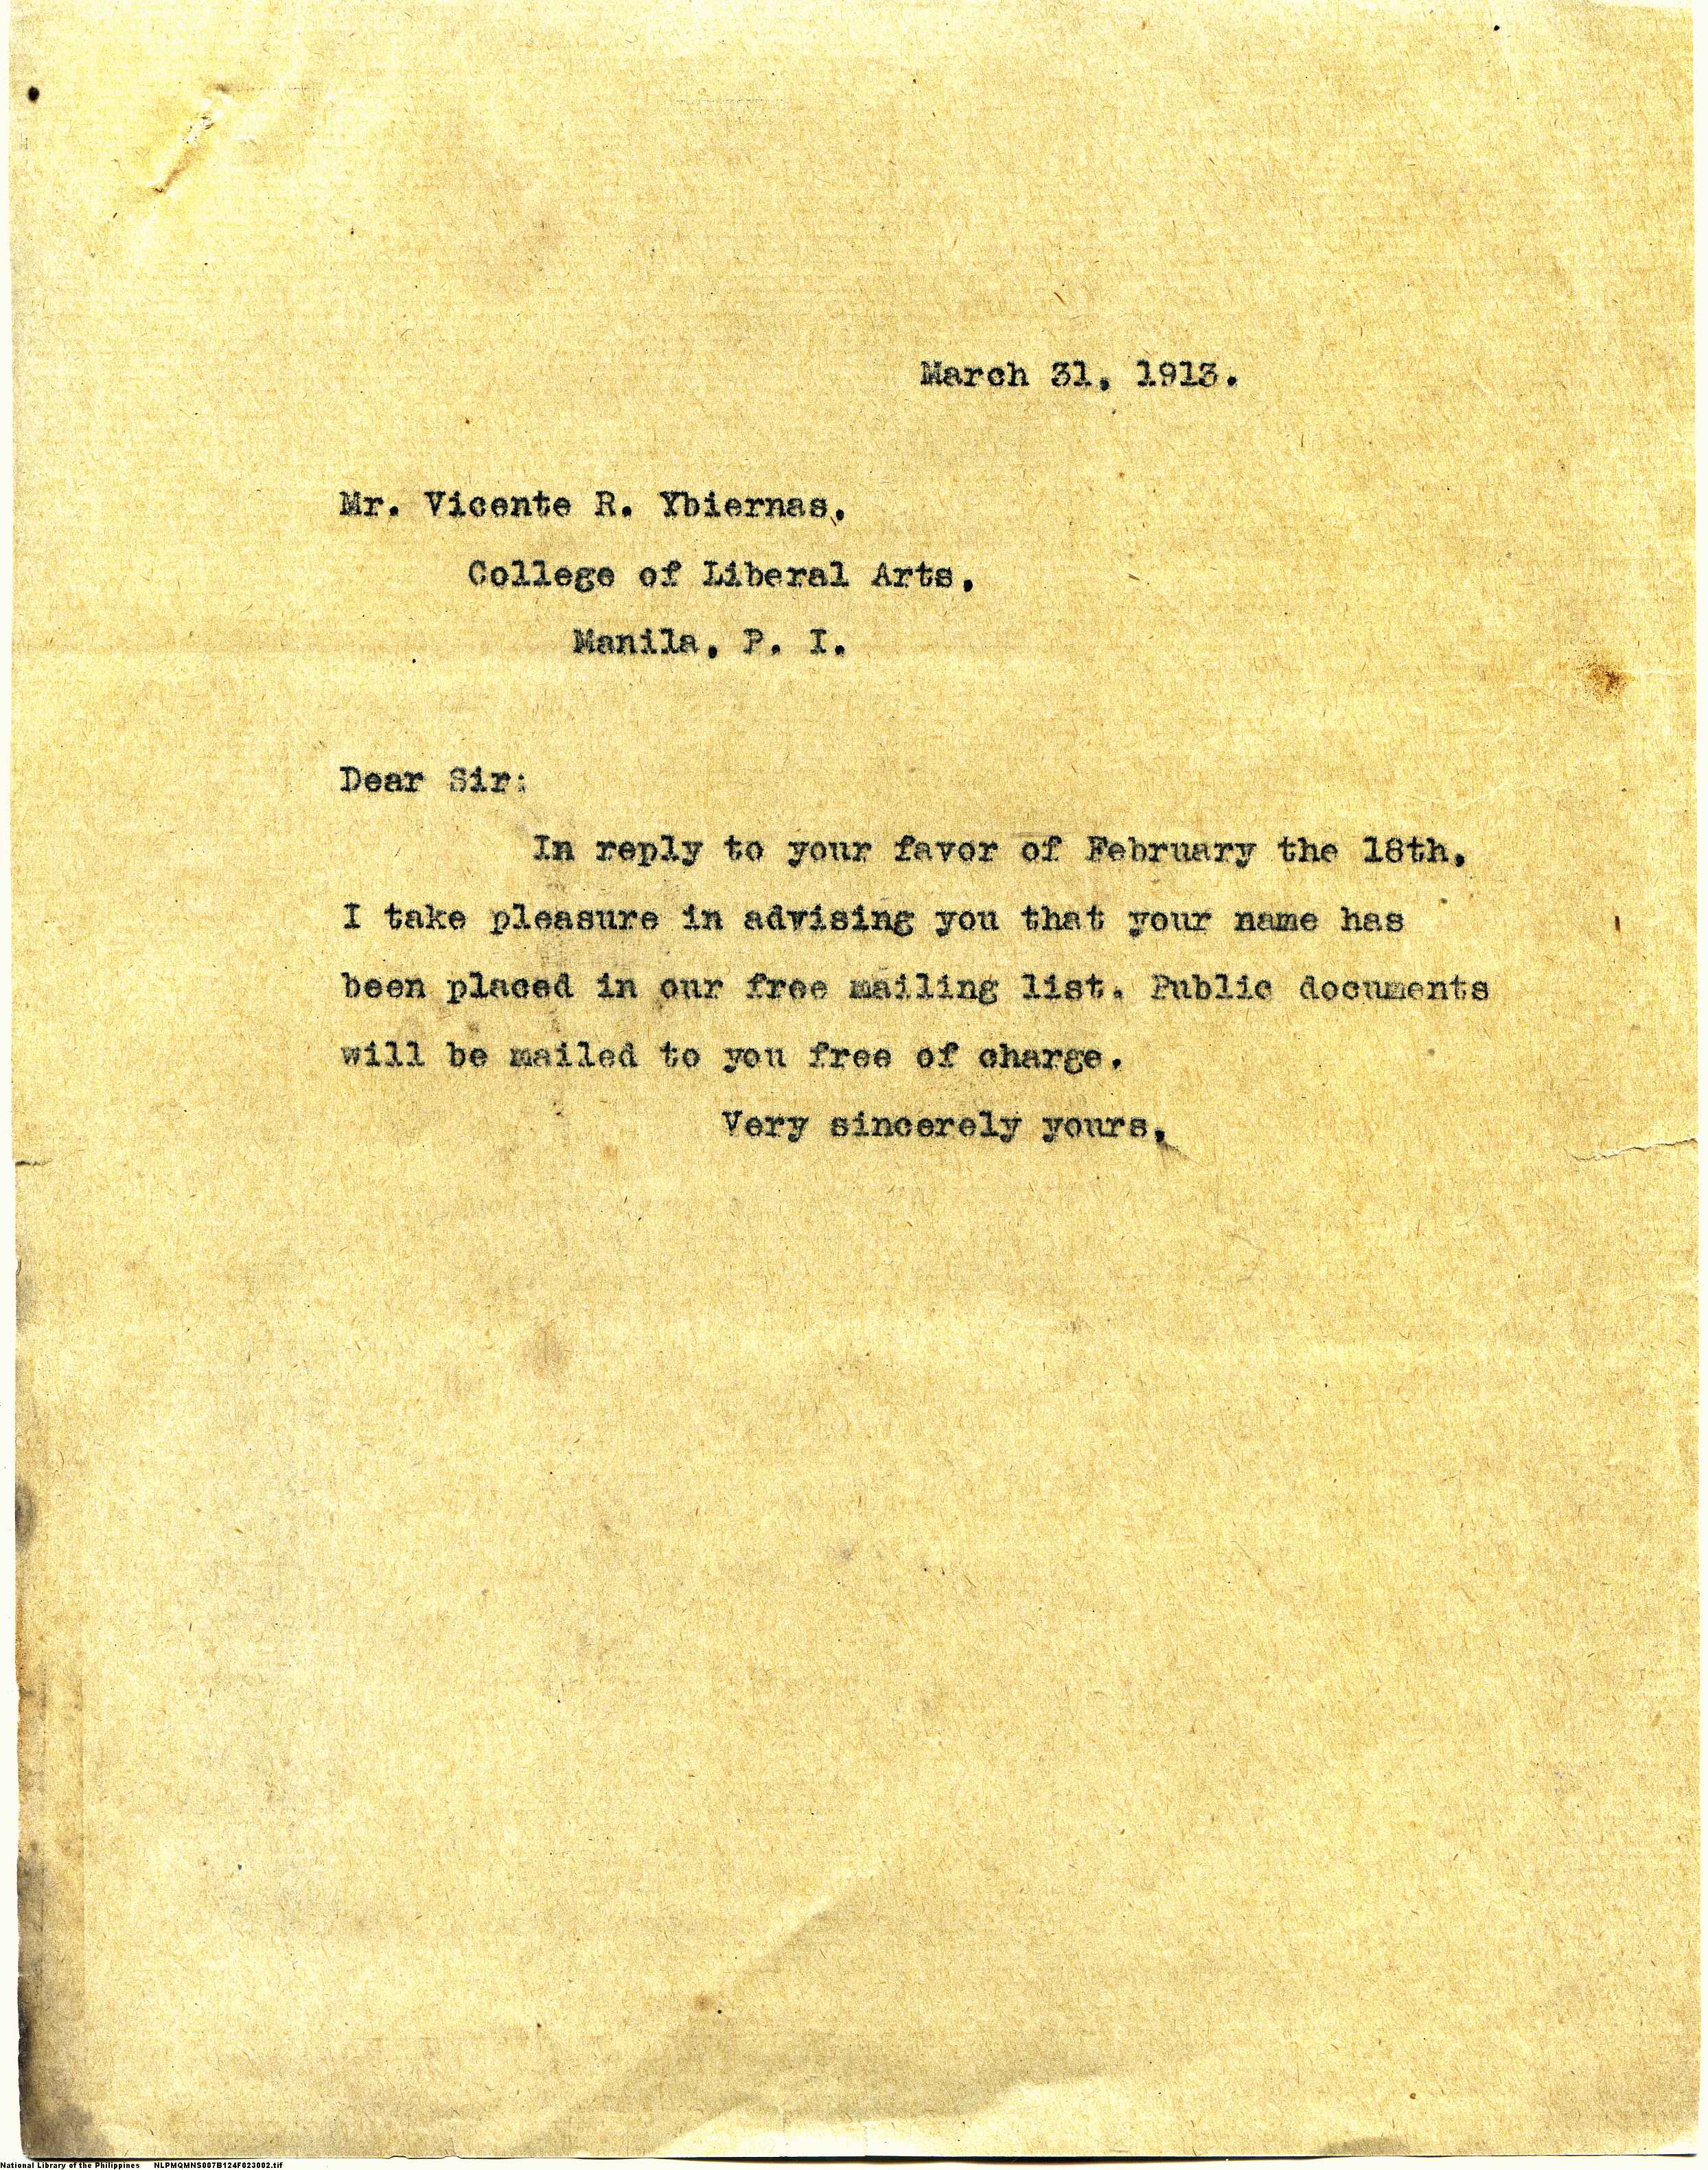 March 31, 1913.
Mr. Vicente R. Ybiernas,
College of Liberal Arts,
Manila, P. I.
Dear Sir:
In reply to your favor of February the 18th,
I take pleasure in advising you that your name has
been placed in our free mailing list. Public documents
will be mailed to you free of charge.
Very sincerely yours,
National Library of the Philippines NLPMQMNS007B124F023002.tif